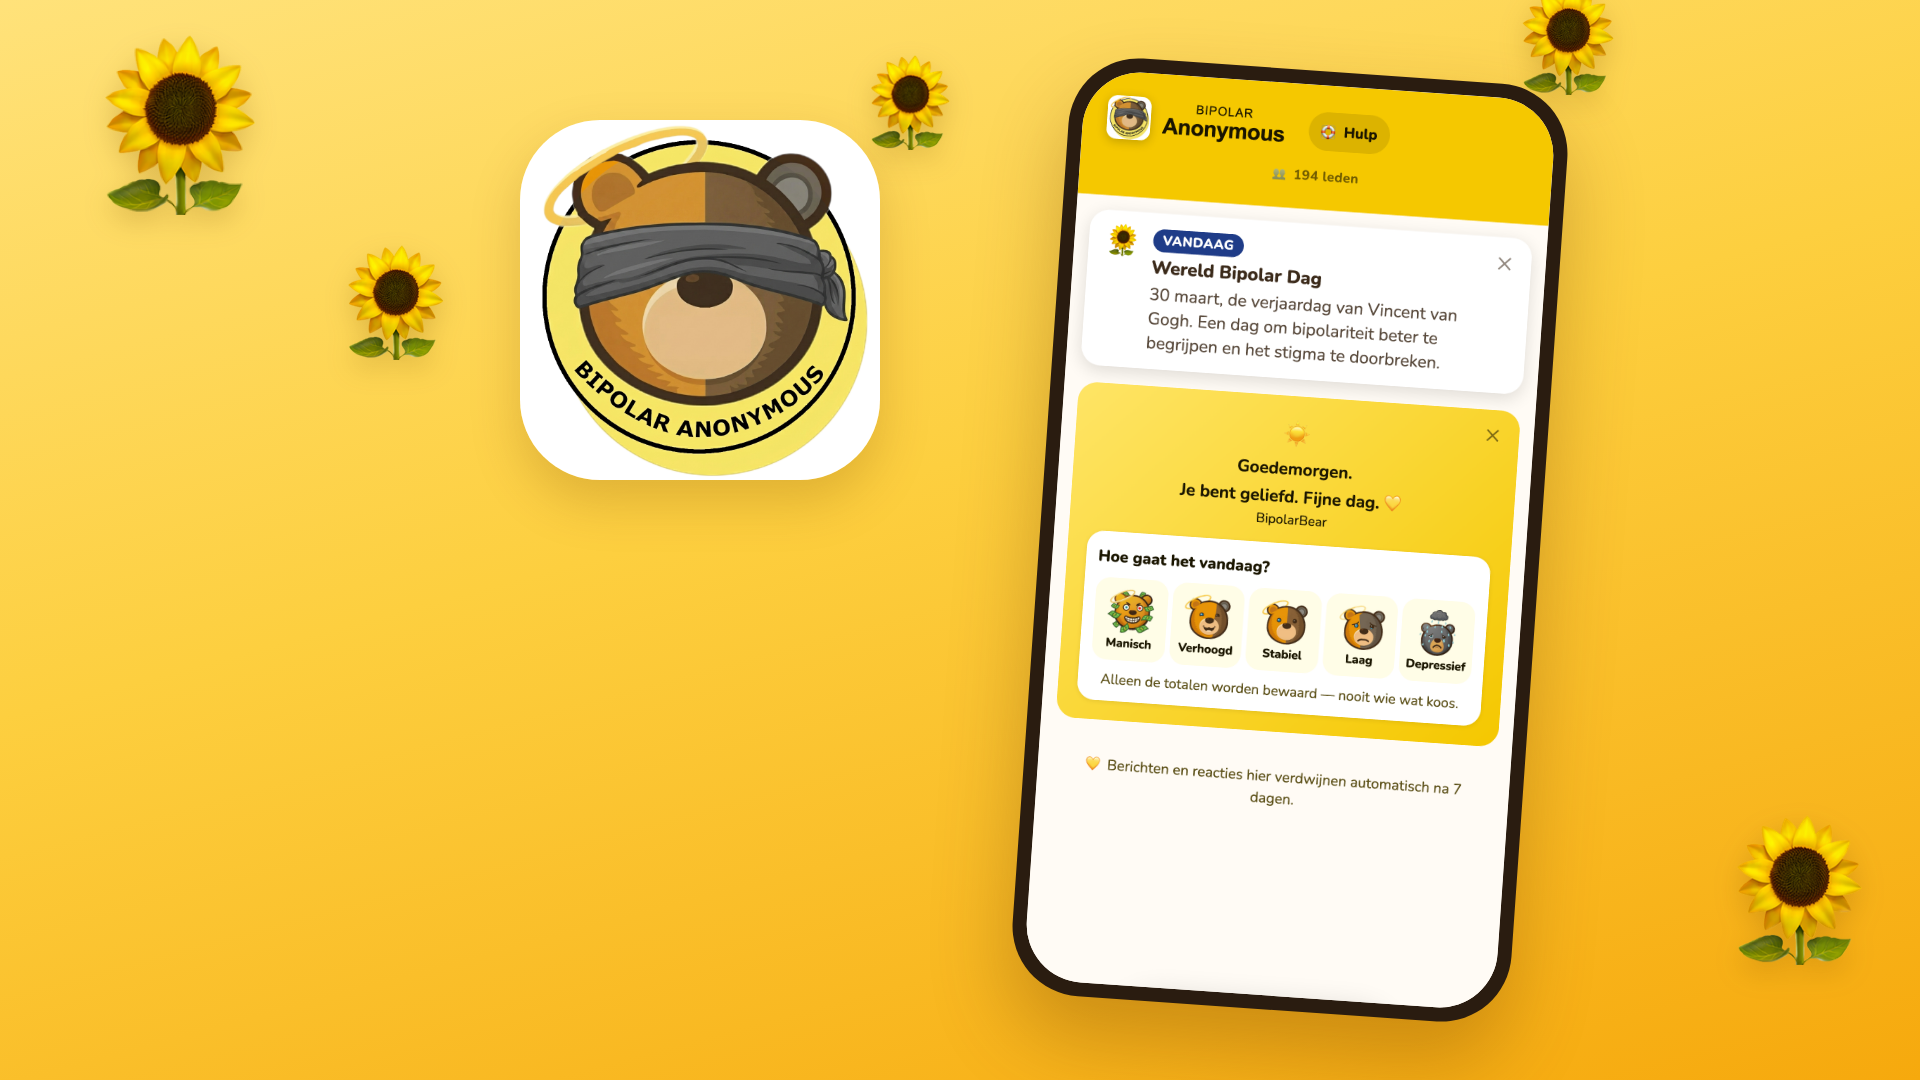 BIPOLAR ANONYMOUS
BIPOLAR
Anonymous
Hulp
194 leden
VANDAAG
Wereld Bipolar Dag
30 maart, de verjaardag van Vincent van
Gogh. Een dag om bipolariteit beter te
begrijpen en het stigma te doorbreken.
Goedemorgen.
Je bent geliefd. Fijne dag. 💛
BipolarBear
Hoe gaat het vandaag?
Manisch
Verhoogd
Stabiel
Laag
Depressief
Alleen de totalen worden bewaard — nooit wie wat koos.
💛 Berichten en reacties hier verdwijnen automatisch na 7
dagen.